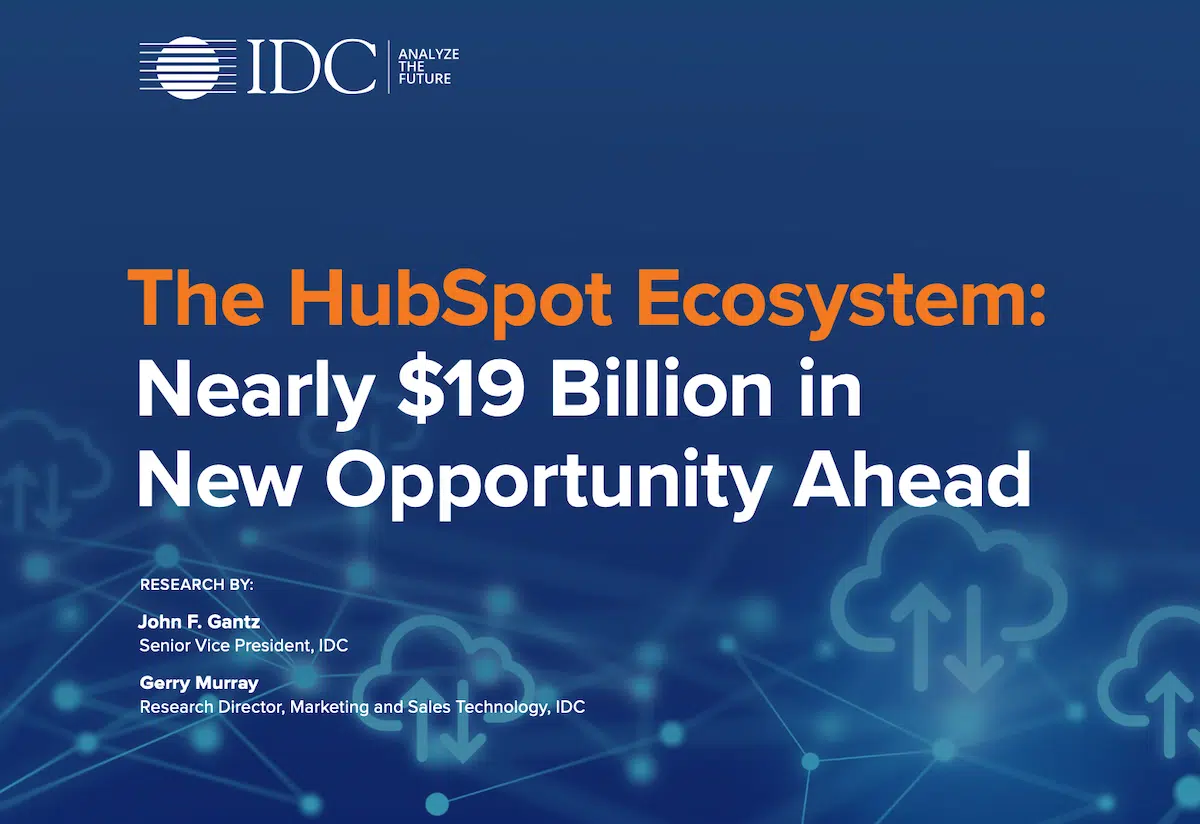 IDC
ANALYZE
THE
FUTURE
The HubSpot Ecosystem:
Nearly $19 Billion in
New Opportunity Ahead
RESEARCH BY:
John F. Gantz
Senior Vice President, IDC
Gerry Murray
Research Director, Marketing and Sales Technology, IDC